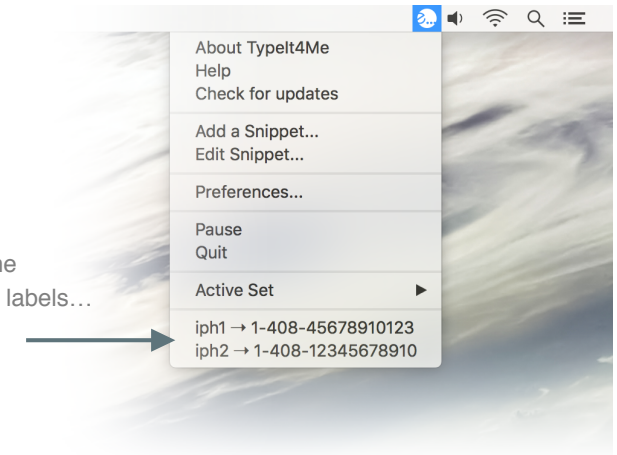 About TypeIt4Me
Help
Check for updates
Add a Snippet...
Edit Snippet...
Preferences...
Pause
Quit
Active Set
labels…
iph1 → 1-408-45678910123
iph2 → 1-408-12345678910